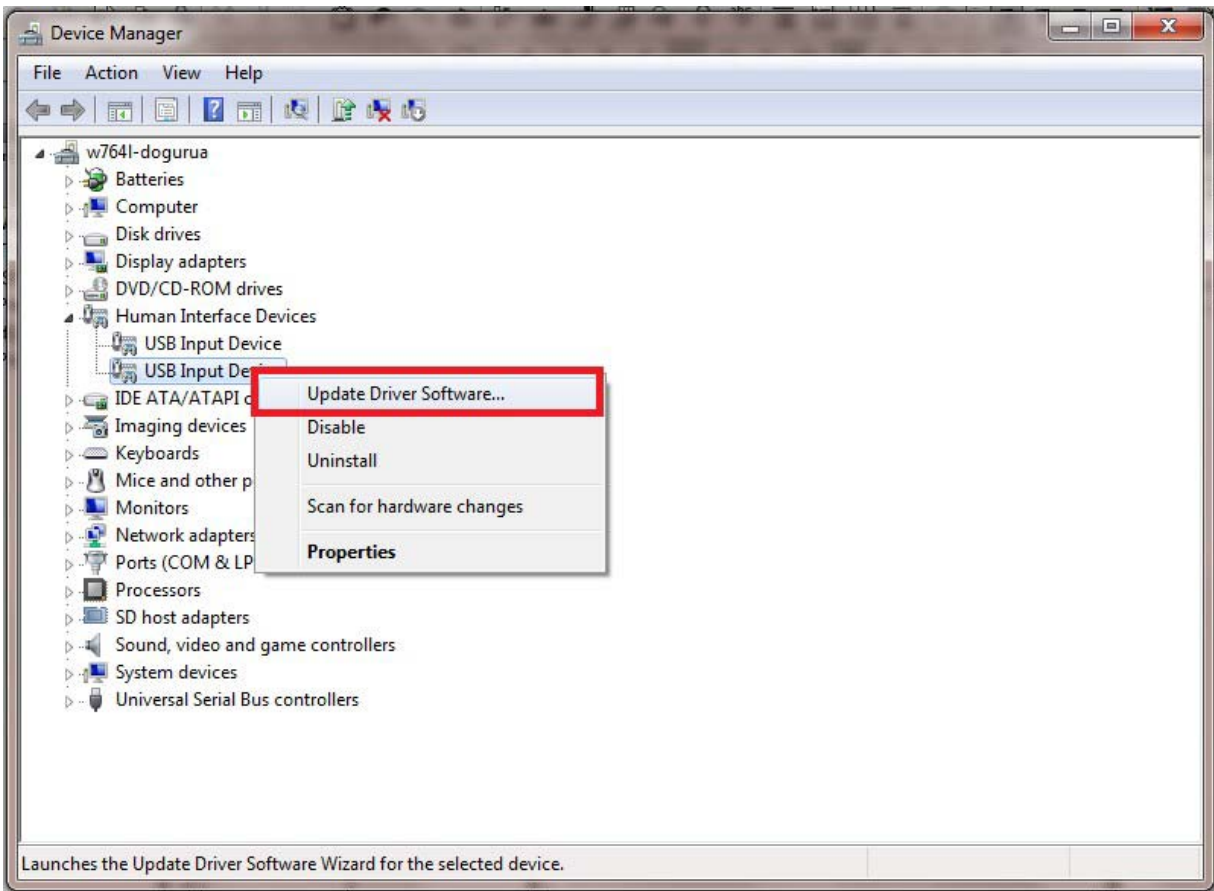 Device Manager
File Action View Help
w764l-dogurua
Batteries
Computer
Disk drives
Display adapters
DVD/CD-ROM drives
Human Interface Devices
USB Input Device
USB Input De
IDE ATA/ATAPI c
Imaging devices
Keyboards
Mice and other p
Monitors
Network adapters
Ports (COM & LP
Processors
SD host adapters
Sound, video and game controllers
System devices
Universal Serial Bus controllers
Update Driver Software...
Disable
Uninstall
Scan for hardware changes
Properties
Launches the Update Driver Software Wizard for the selected device.